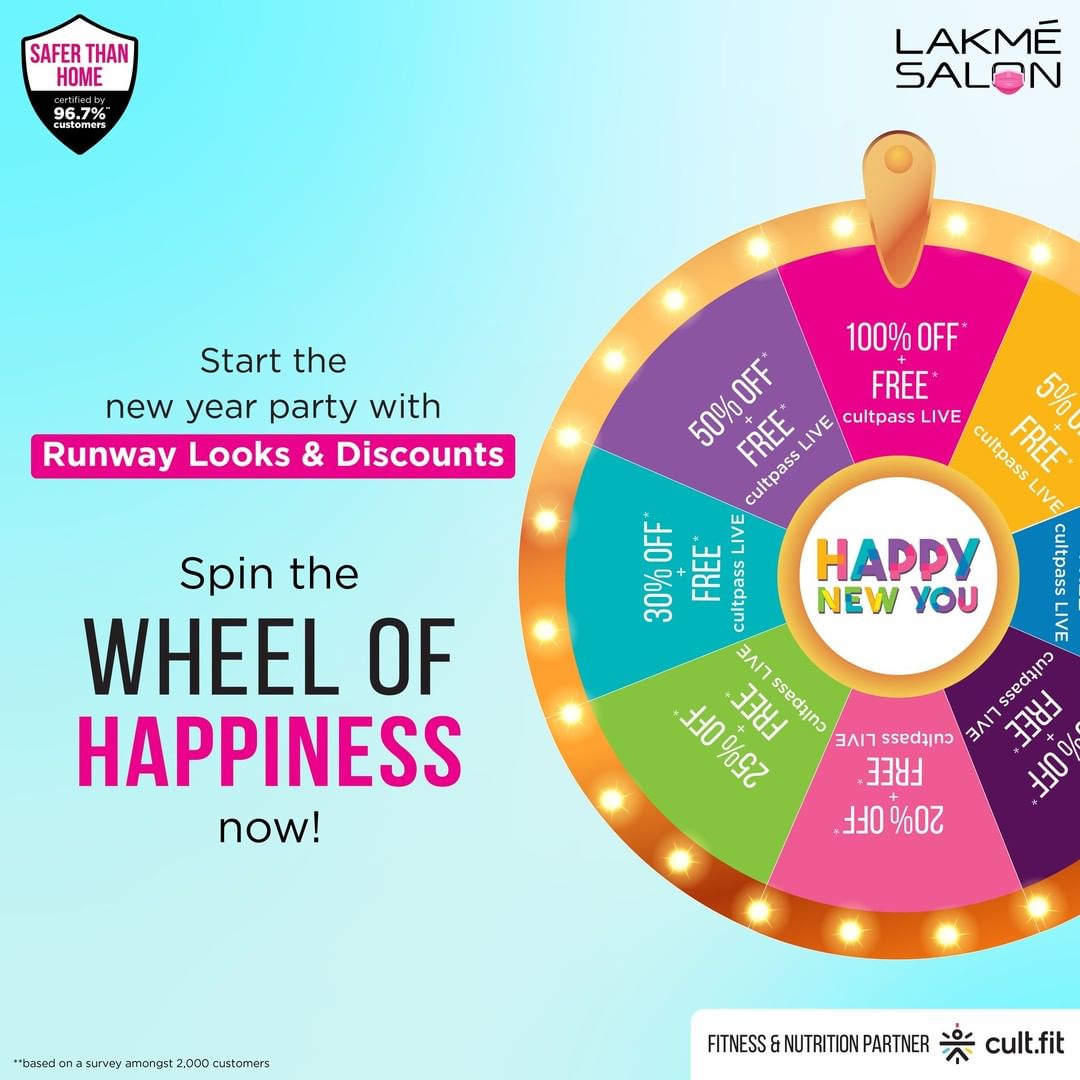 SAFER THAN
HOME
certified by
96.7%**
customers
LAKMÉ
SALON
Start the
new year party with
Runway Looks & Discounts
Spin the
WHEEL OF
HAPPINESS
now!
100% OFF*
+
FREE*
cultpass LIVE
50% OFF*
+
FREE*
cultpass LIVE
30% OFF*
+
FREE*
cultpass LIVE
25% OFF*
+
FREE*
cultpass LIVE
20% OFF*
+
FREE*
cultpass LIVE
% OFF*
+
FREE*
cultpass LIVE
cultpass LIVE
5%
+
FREE*
cultpass LIVE
HAPPY
NEW YOU
FITNESS & NUTRITION PARTNER cult.fit
**based on a survey amongst 2,000 customers